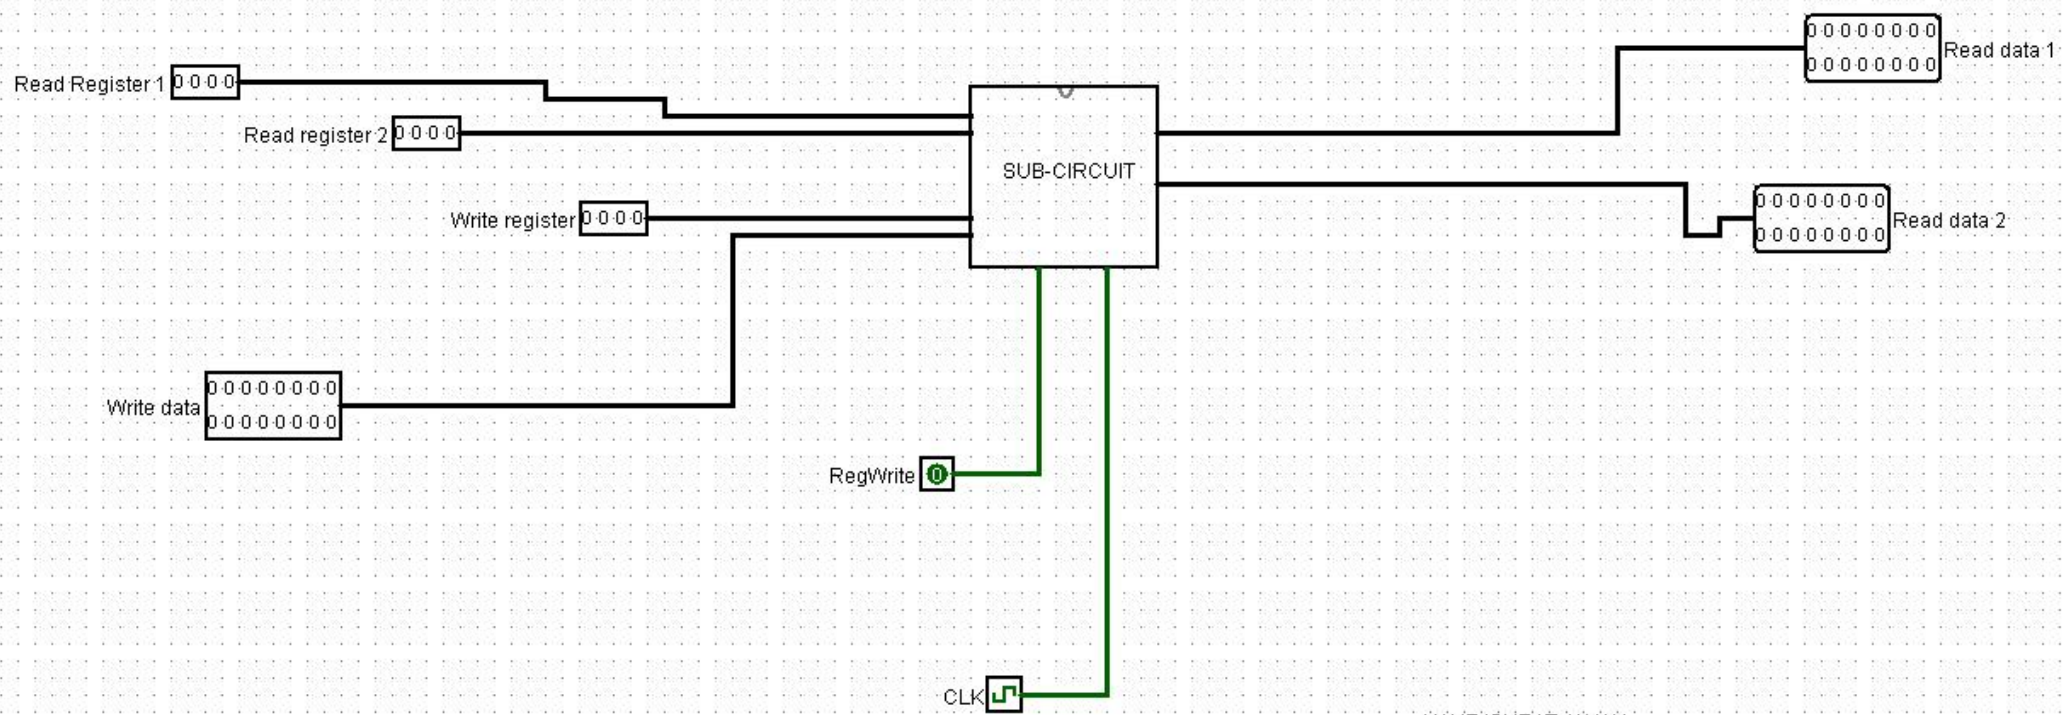 0 0 0 0 0 0 0 0
0 0 0 0 0 0 0 0
Read data 1
Read Register 1
0 0 0 0
Read register 2
0 0 0 0
SUB-CIRCUIT
Write register
0 0 0 0
0 0 0 0 0 0 0 0
0 0 0 0 0 0 0 0
Read data 2
Write data
0 0 0 0 0 0 0 0
0 0 0 0 0 0 0 0
RegWrite
0
CLK